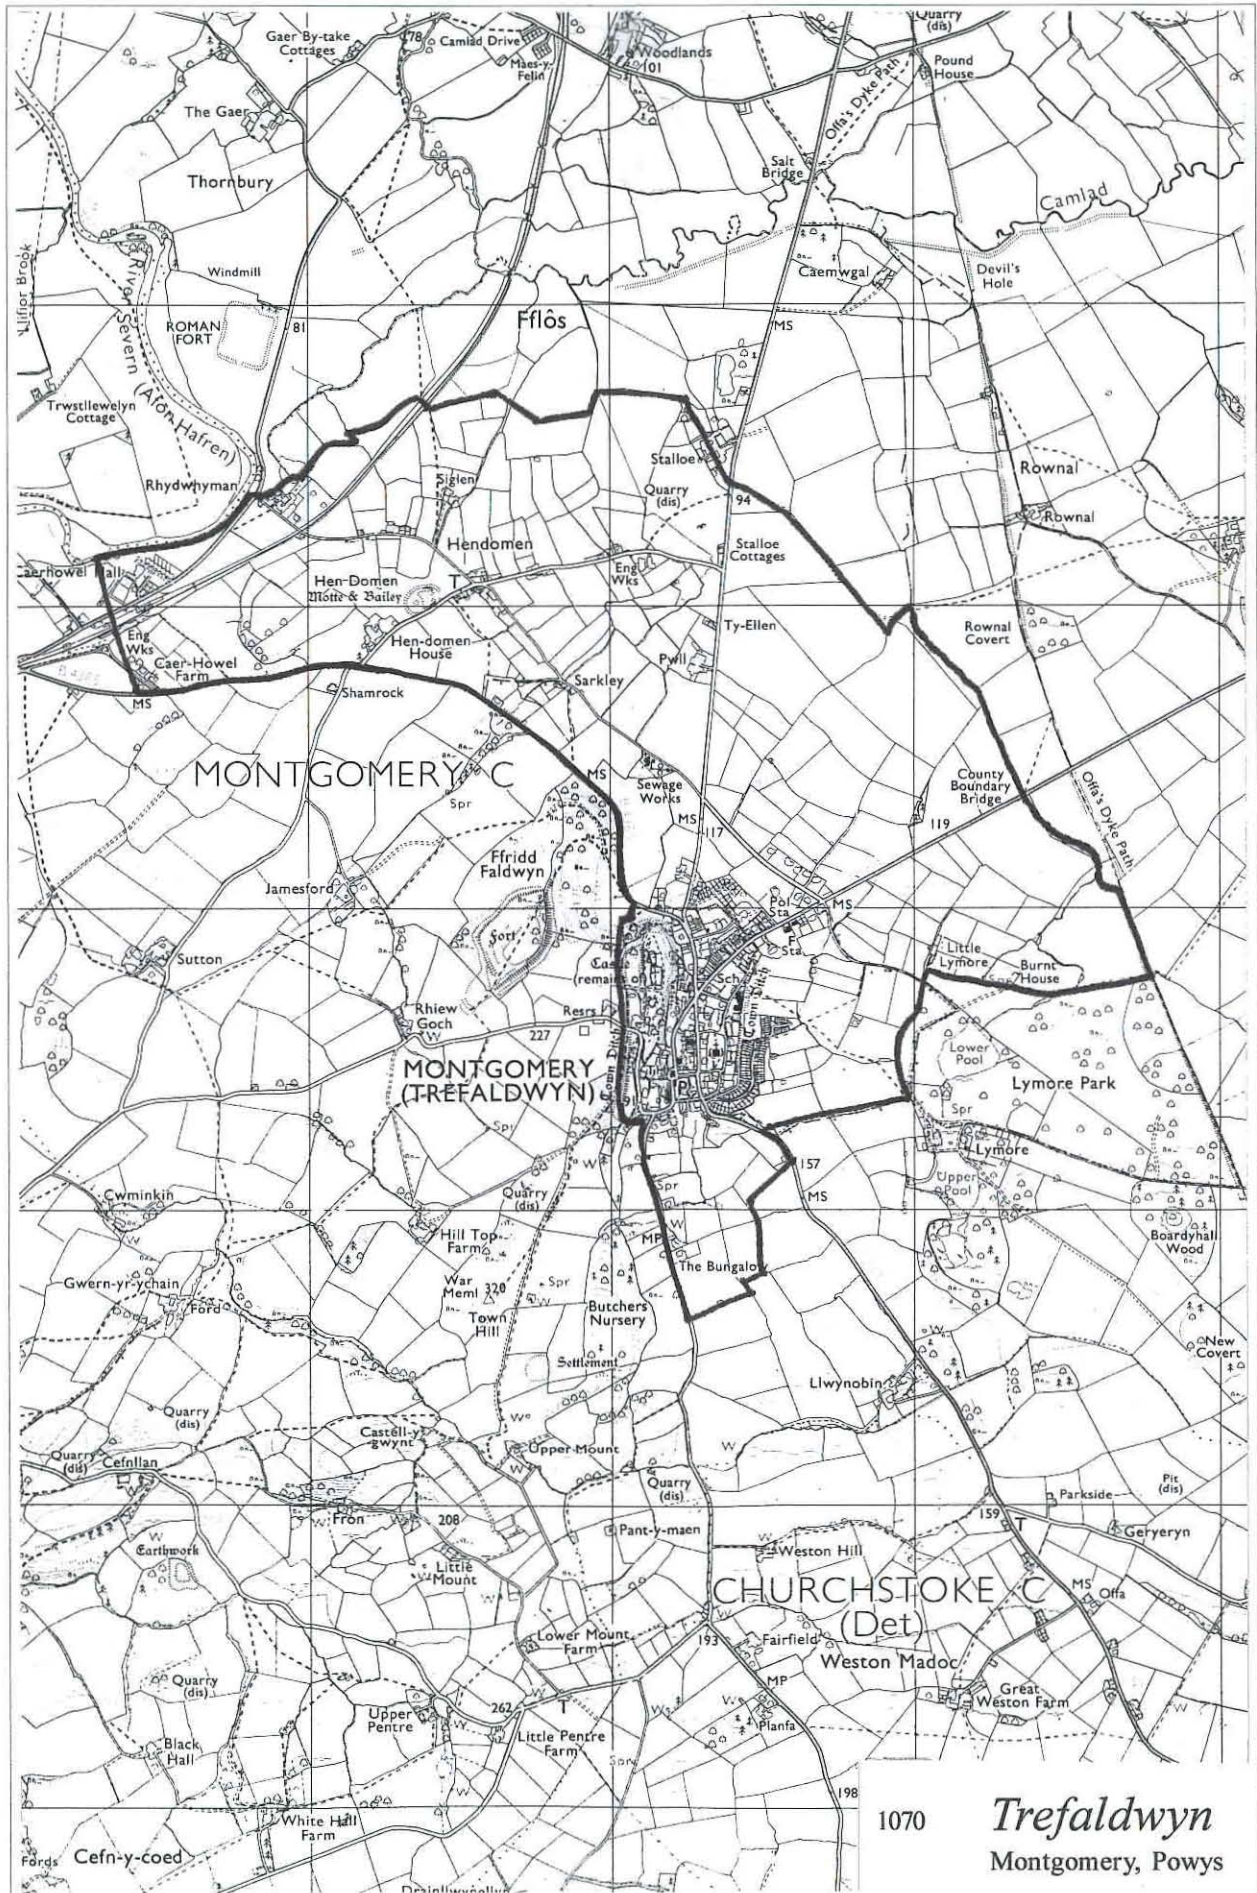 Gaer By-take
Cottages
78
Camlad Drive
Maes-y-
Felin
Woodlands
101
Quarry
(dis)
Pound
House
Offa's Dyke Path
The Gaer
Salt
Bridge
Thornbury
Camlad
Llifior Brook
River Severn (Afon Hafren)
Windmill
Caemwgal
Devil's
Hole
ROMAN
FORT
81
Fflôs
MS
Trwstllewelyn
Cottage
Stalloe
Rownal
Rhydwhyman
Siglen
Quarry
(dis)
94
Rownal
Hendomen
Stalloe
Cottages
Caerhowel Hall
Hen-Domen
Motte & Bailey
T
Eng
Wks
Eng
Wks
Hen-domen
House
Ty-Ellen
Rownal
Covert
Caer-Howel
Farm
Pwll
MS
Shamrock
Sarkley
MONTGOMERY C
MS
Sewage
Works
County
Boundary
Bridge
Offa's Dyke Path
Spr
MS
117
119
Ffridd
Faldwyn
Jamesford
Pol
Sta
MS
Fort
F
Sta
Sutton
Castle
(remains of)
Sch
Little
Lymore
Burnt
House
Spr
Town Ditch
Rhiew
Goch
W
Resrs
227
Lower
Pool
MONTGOMERY
(TREFALDWYN)
Town Ditch
P
Lymore Park
Spr
Spr
Lymore
W
157
Cwminkin
W
Quarry
(dis)
Spr
MS
Upper
Pool
Hill Top
Farm
W
MP
Boardyhall
Wood
Gwern-yr-ychain
War
Meml
320
Spr
The Bungalow
Ford
W
Town
Hill
Butchers
Nursery
New
Covert
W
Settlement
Llwynobin
Quarry
(dis)
Castell-y-
gwynt
W
Quarry
(dis)
Cefnllan
Upper Mount
W
W
Quarry
(dis)
Pit
(dis)
Parkside
W
Fron
208
Pant-y-maen
159
T
Geryeryn
W
Earthwork
W
Weston Hill
Little
Mount
W
CHURCHSTOKE C
(Det)
MS
Offa
W
Lower Mount
Farm
193
Fairfield
Weston Madoc
Quarry
(dis)
MP
Great
Weston Farm
W
Upper
Pentre
262
W
T
W
W
Planfa
W
Black
Hall
Little Pentre
Farm
Spr
W
198
White Hall
Farm
W
Fords
Cefn-y-coed
1070
Trefaldwyn
Montgomery, Powys